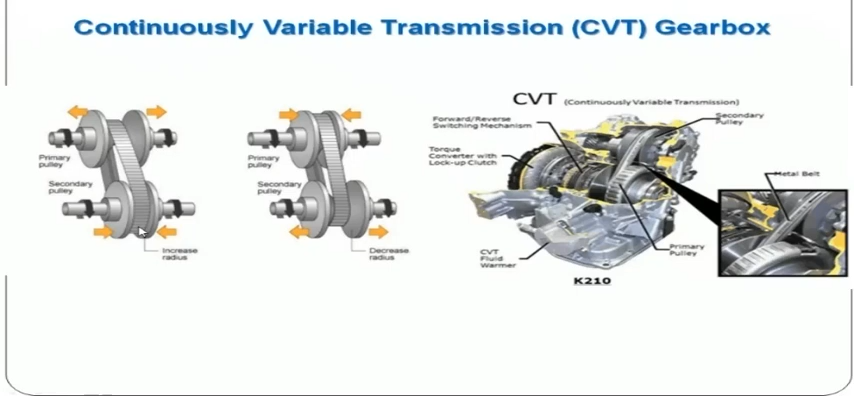 Continuously Variable Transmission (CVT) Gearbox
Primary
pulley
Secondary
pulley
Increase
radius
Primary
pulley
Secondary
pulley
Decrease
radius
CVT (Continuously Variable Transmission)
Forward/Reverse
Switching Mechanism
Secondary
Pulley
Torque
Converter with
Lock-up Clutch
Metal Belt
CVT
Fluid
Warmer
Primary
Pulley
K210